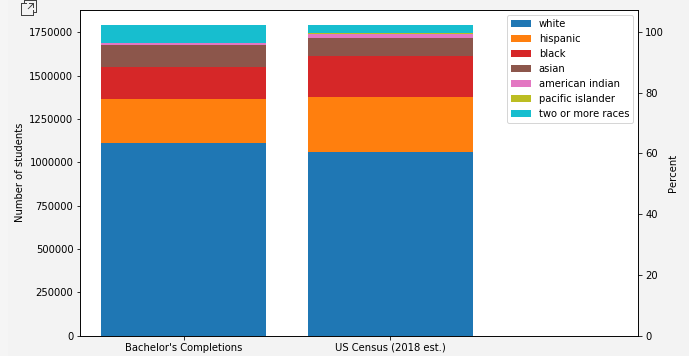 Number of students
1750000
1500000
1250000
1000000
750000
500000
250000
0
Bachelor's Completions
US Census (2018 est.)
white
hispanic
black
asian
american indian
pacific islander
two or more races
100
80
60
40
20
0
Percent